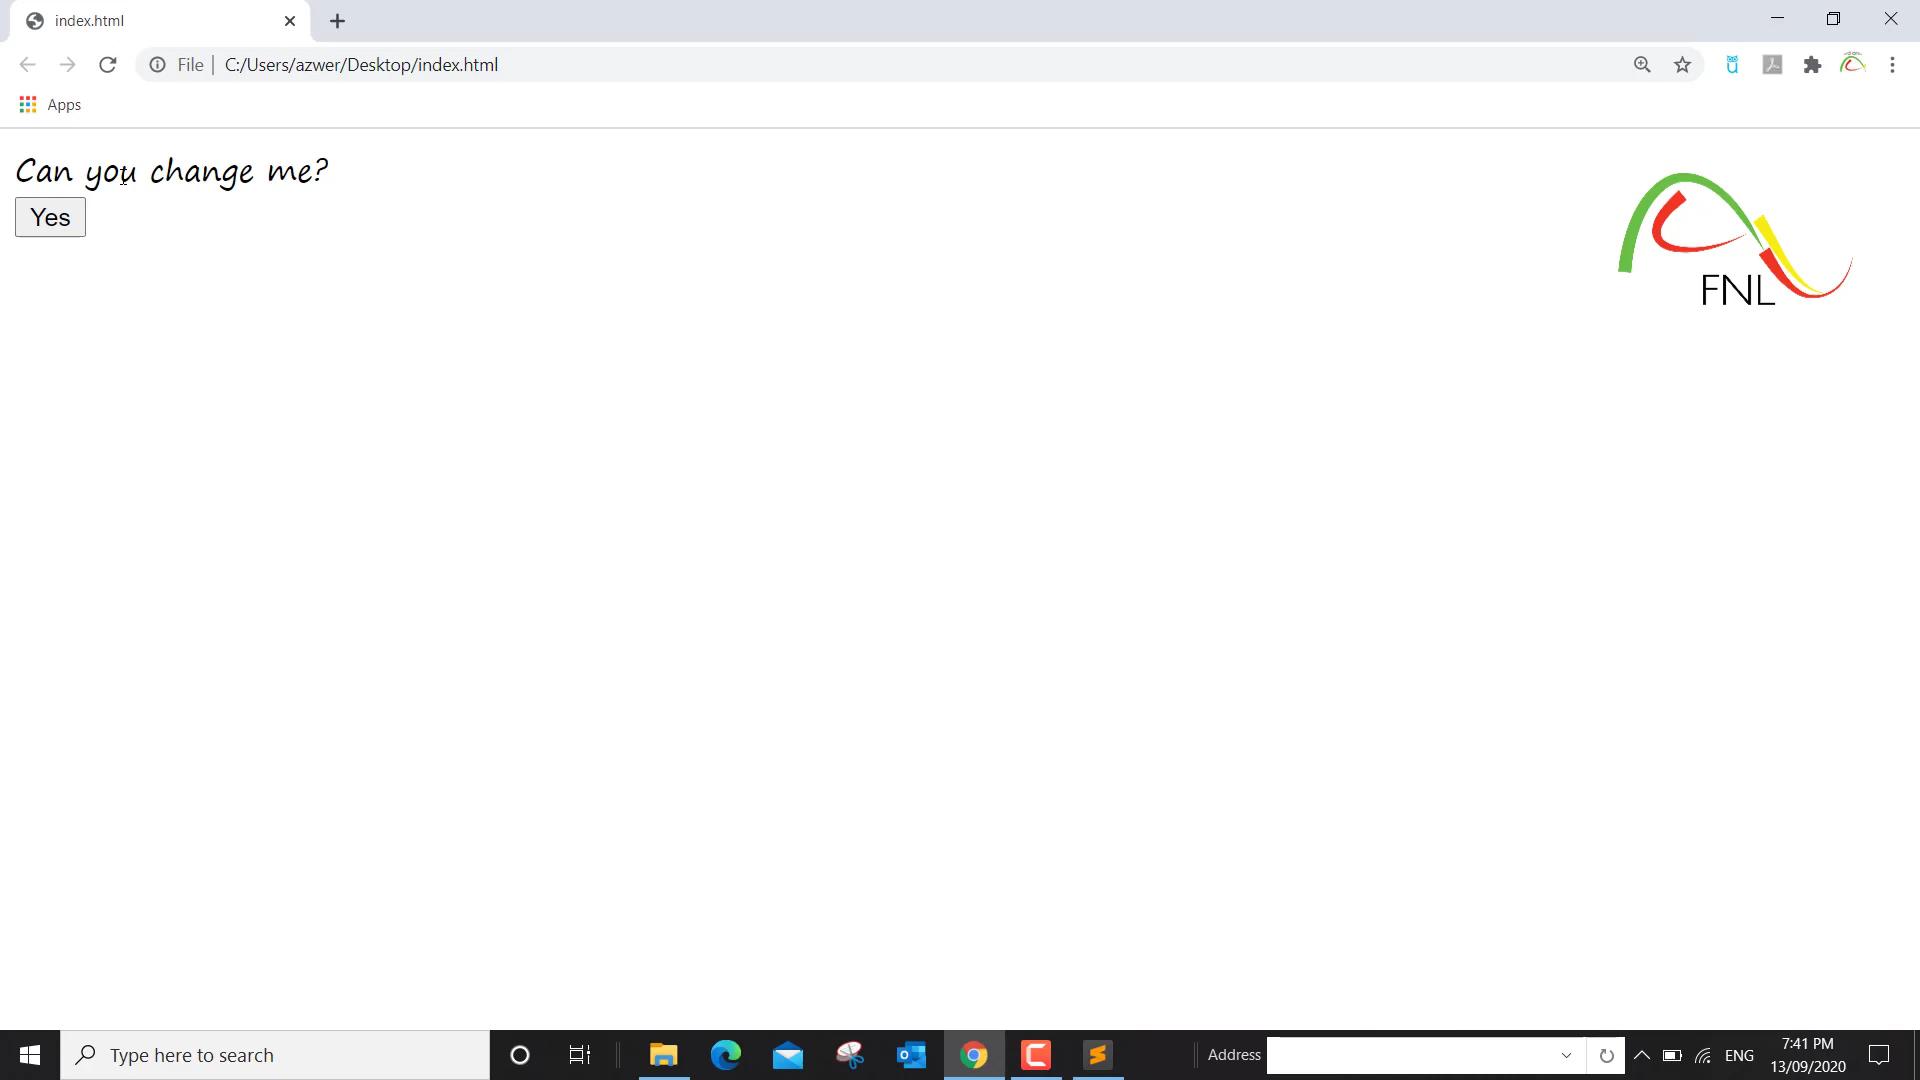 index.html
File
C:/Users/azwer/Desktop/index.html
Apps
Can you change me?
Yes
FNL
Type here to search
Address
ENG
7:41 PM
13/09/2020